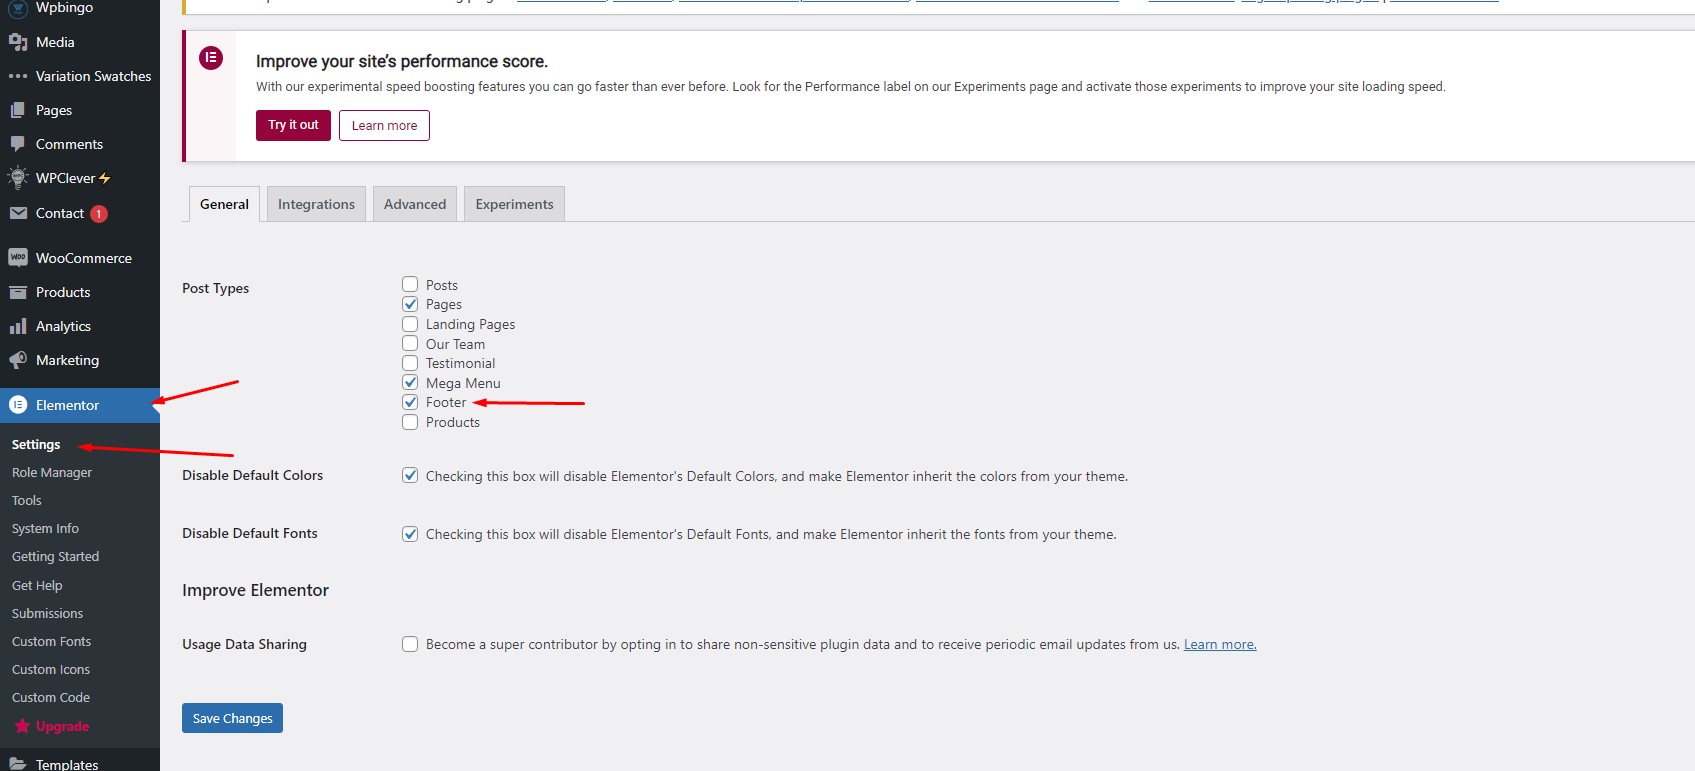 Wpbingo
Media
Variation Swatches
Pages
Comments
WPClever
Contact 1
WooCommerce
Products
Analytics
Marketing
Elementor
Settings
Role Manager
Tools
System Info
Getting Started
Get Help
Submissions
Custom Fonts
Custom Icons
Custom Code
Upgrade
Templates
Improve your site's performance score.
With our experimental speed boosting features you can go faster than ever before. Look for the Performance label on our Experiments page and activate those experiments to improve your site loading speed.
Try it out
Learn more
General
Integrations
Advanced
Experiments
Post Types
Posts
Pages
Landing Pages
Our Team
Testimonial
Mega Menu
Footer
Products
Disable Default Colors
Checking this box will disable Elementor's Default Colors, and make Elementor inherit the colors from your theme.
Disable Default Fonts
Checking this box will disable Elementor's Default Fonts, and make Elementor inherit the fonts from your theme.
Improve Elementor
Usage Data Sharing
Become a super contributor by opting in to share non-sensitive plugin data and to receive periodic email updates from us. Learn more.
Save Changes